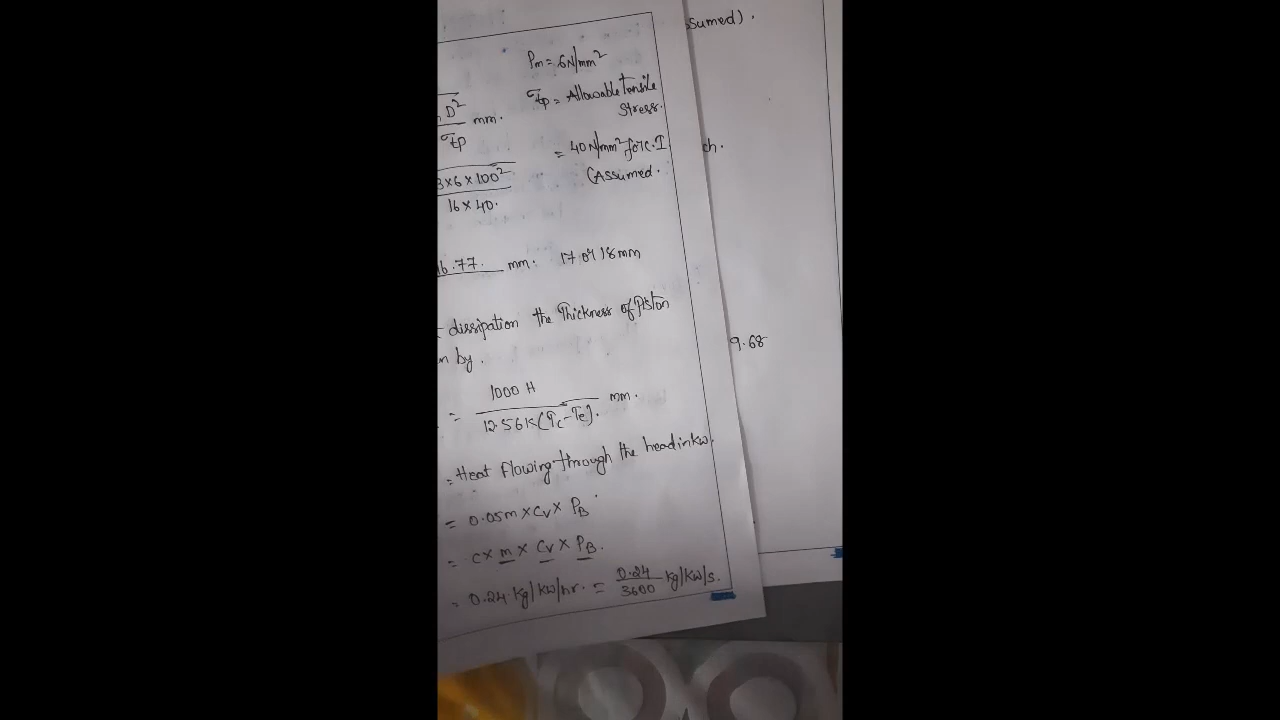 sumed).
Pm = 6N/mm²
σtp = Allowable Tensile
Stress.
D²
σtp
mm.
= 40 N/mm² for C.I
(Assumed.
ch.
3×6×100²
16×40.
16.77. mm. 17 or 18mm
dissipation the Thickness of Piston
n by.
9.68
= 1000 H
12.56K(Tc-Te). mm.
= Heat flowing through the head in kw.
= 0.05m×Cv×PB.
= C×m×Cv×PB.
= 0.24 kg/kw/hr. = 0.24
3600 kg/kw/s.